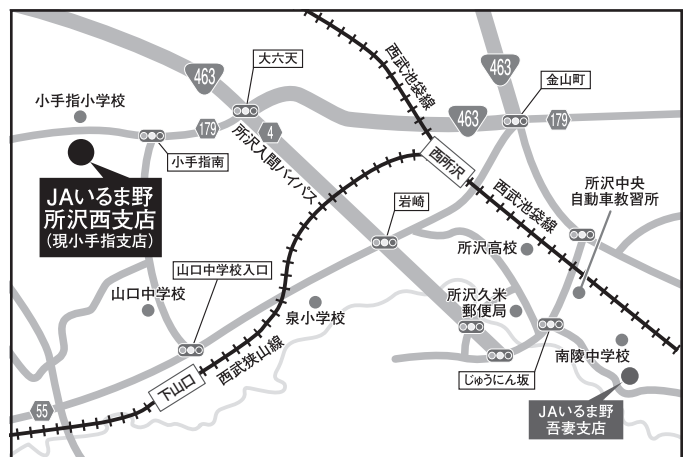 大六天
463
西武池袋線
463
金山町
小手指小学校
179
4
463
179
小手指南
所沢入間バイパス
西所沢
JAいるま野
所沢西支店
(現小手指支店)
西武池袋線
所沢中央
自動車教習所
岩崎
所沢高校
山口中学校入口
山口中学校
泉小学校
所沢久米
郵便局
西武狭山線
南陵中学校
下山口
じゅうにん坂
55
JAいるま野
吾妻支店